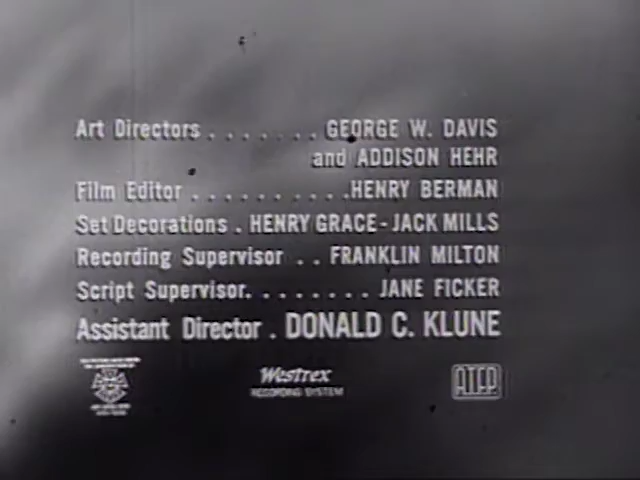 Art Directors . . . . . . . GEORGE W. DAVIS
and ADDISON HEHR
Film Editor . . . . . . . . . . HENRY BERMAN
Set Decorations . HENRY GRACE - JACK MILLS
Recording Supervisor . . FRANKLIN MILTON
Script Supervisor. . . . . . . . JANE FICKER
Assistant Director . DONALD C. KLUNE
Westrex
RECORDING SYSTEM